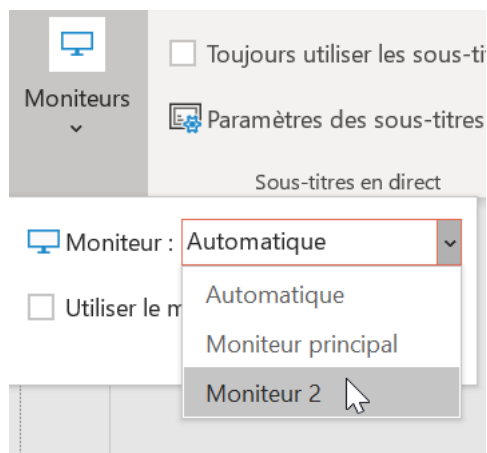 Toujours utiliser les sous-ti
Moniteurs
Paramètres des sous-titres
Sous-titres en direct
Moniteur : Automatique
Utiliser le m
Automatique
Moniteur principal
Moniteur 2